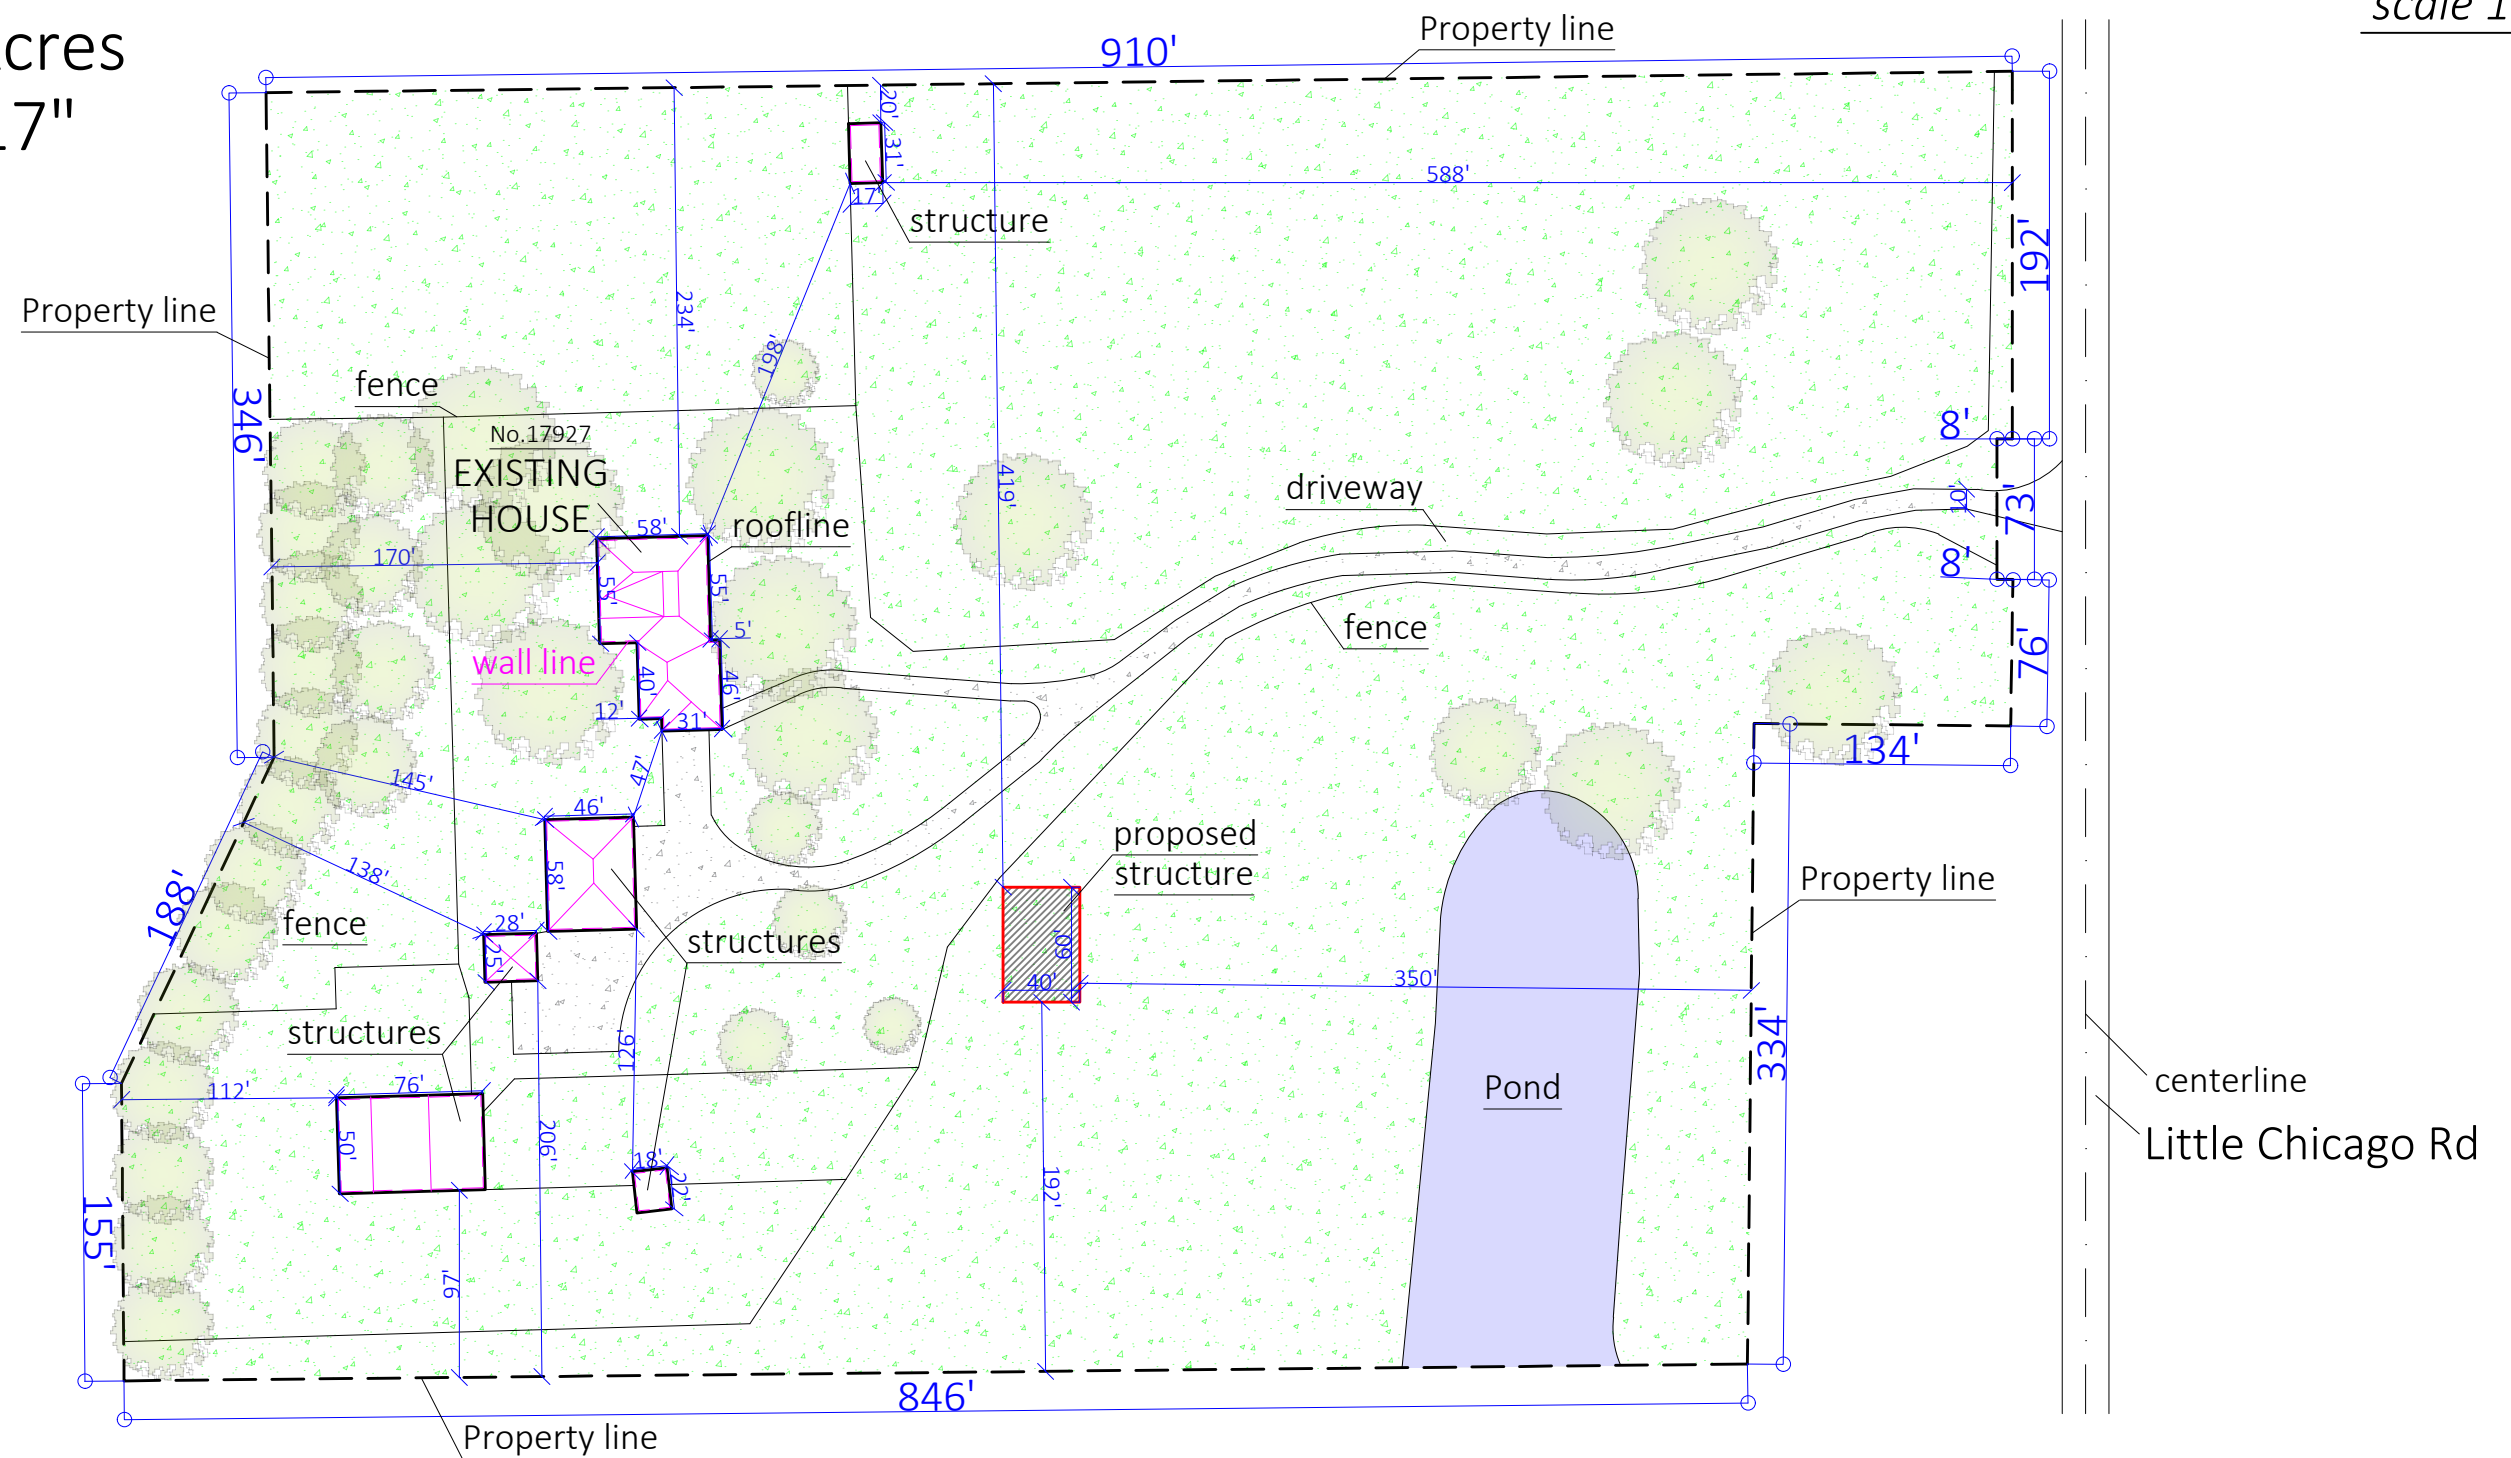 scale 1
cres
17"
Property line
910'
20'
31'
588'
17'
structure
192'
Property line
234'
198'
346'
fence
No.17927
EXISTING
HOUSE
58'
roofline
419'
driveway
8'
10'
73'
170'
55'
55'
8'
5'
fence
76'
wall line
40'
46'
12'
31'
134'
47'
145'
46'
138'
58'
proposed
structure
188'
Property line
28'
fence
25'
structures
60'
40'
350'
structures
334'
126'
112'
76'
Pond
centerline
50'
206'
18'
22'
192'
Little Chicago Rd
155'
76'
846'
Property line